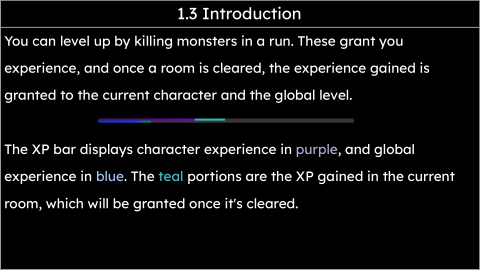 1.3 Introduction
You can level up by killing monsters in a run. These grant you
experience, and once a room is cleared, the experience gained is
granted to the current character and the global level.
The XP bar displays character experience in purple, and global
experience in blue. The teal portions are the XP gained in the current
room, which will be granted once it's cleared.